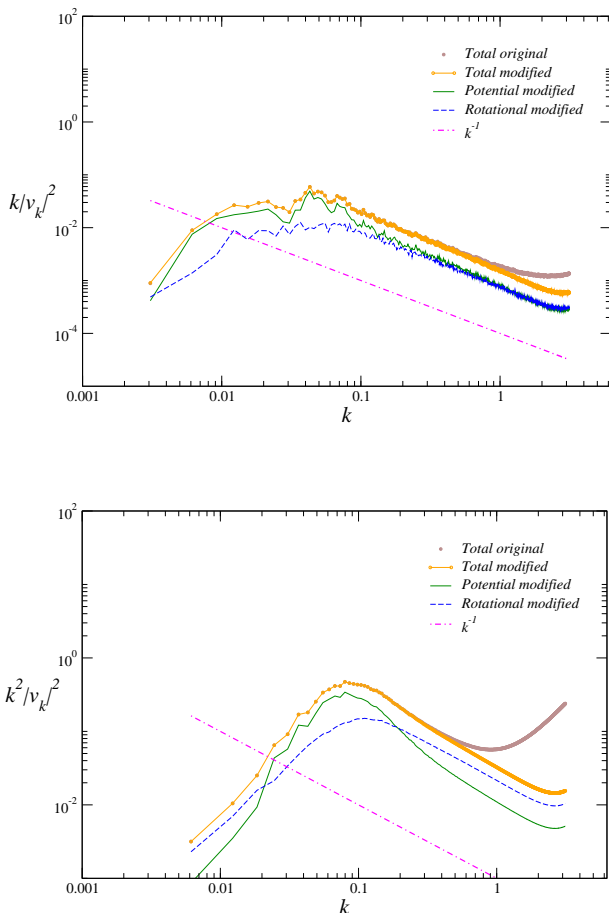 10^2
Total original
Total modified
Potential modified
Rotational modified
k^-1
10^0
k|v_k|^2
10^-2
10^-4
0.001 0.01 0.1 1
k
10^2
Total original
Total modified
Potential modified
Rotational modified
k^-1
10^0
k^2|v_k|^2
10^-2
0.001 0.01 0.1 1
k